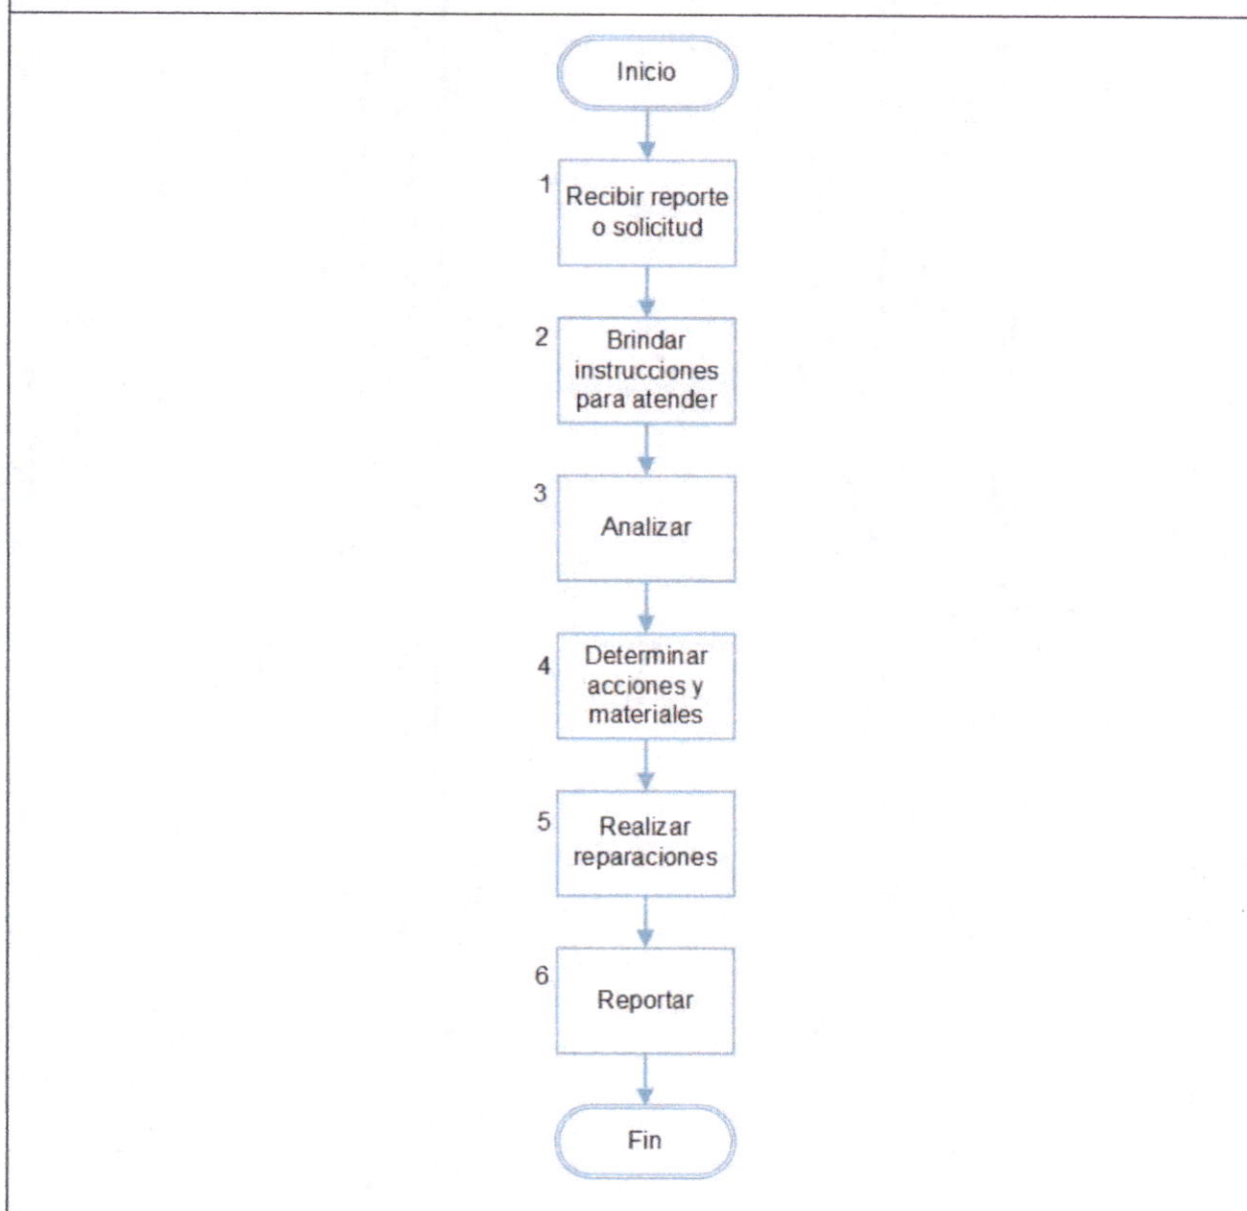 Inicio
1
Recibir reporte
o solicitud
2
Brindar
instrucciones
para atender
3
Analizar
4
Determinar
acciones y
materiales
5
Realizar
reparaciones
6
Reportar
Fin